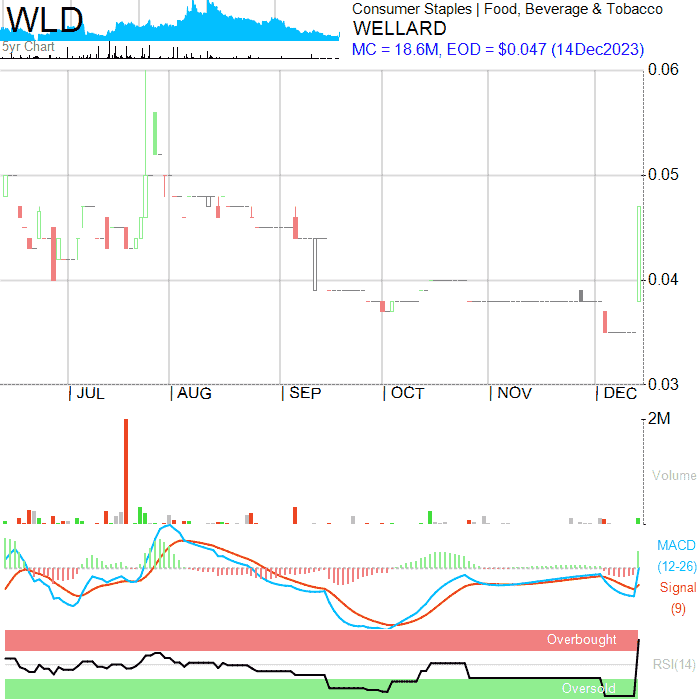 WLD
Consumer Staples | Food, Beverage & Tobacco
WELLARD
5yr Chart
MC = 18.6M, EOD = $0.047 (14Dec2023)
0.06
0.05
0.04
0.03
| JUL | AUG | SEP | OCT | NOV | DEC
2M
Volume
MACD
(12-26)
Signal
(9)
Overbought
RSI(14)
Oversold